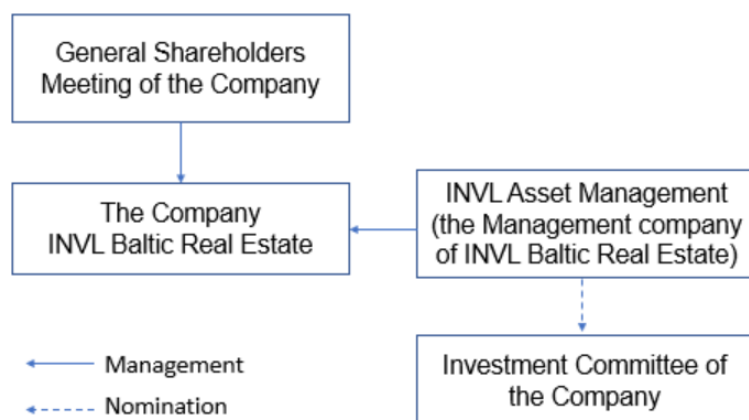 General Shareholders
Meeting of the Company
The Company
INVL Baltic Real Estate
INVL Asset Management
(the Management company
of INVL Baltic Real Estate)
Investment Committee of
the Company
Management
Nomination